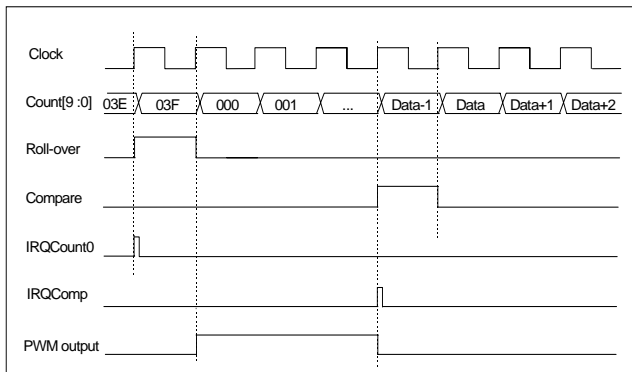 Clock
Count[9 :0] 03E 03F 000 001 ... Data-1 Data Data+1 Data+2
Roll-over
Compare
IRQCount0
IRQComp
PWM output